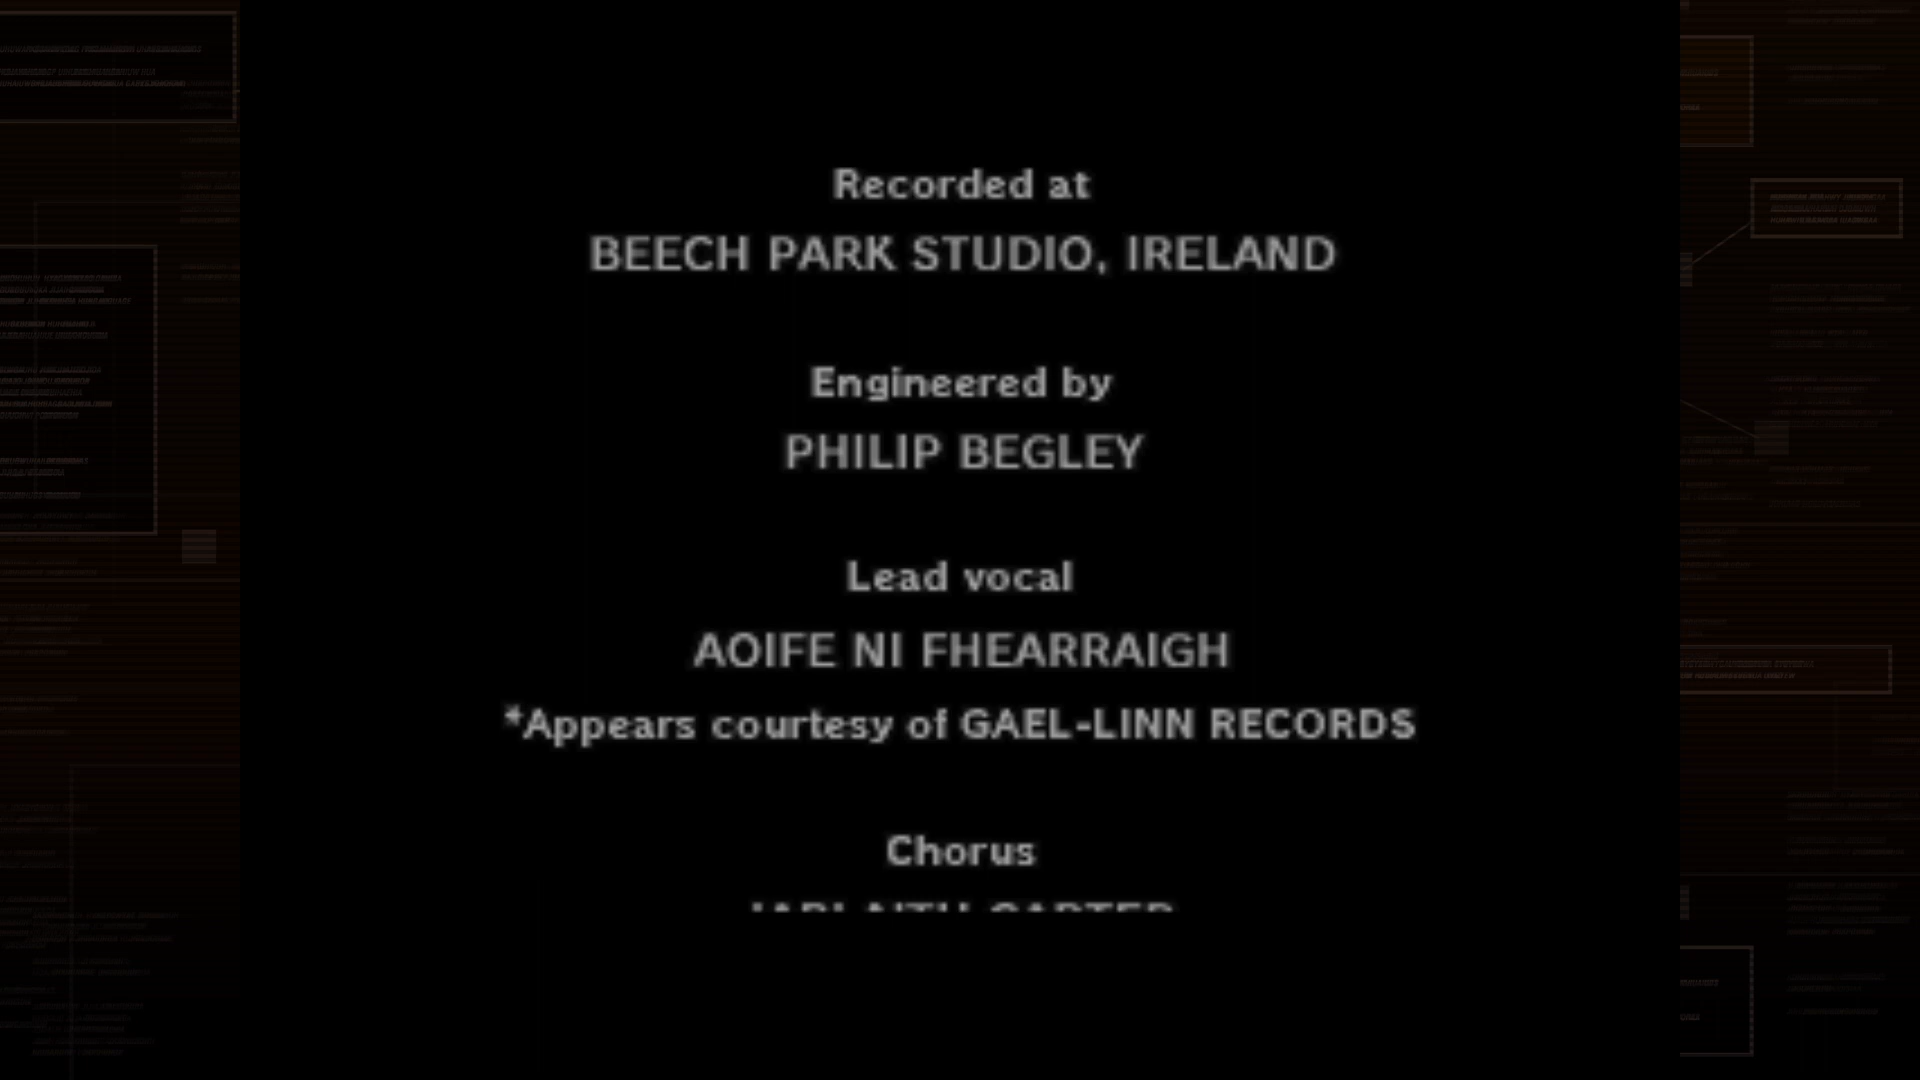 Recorded at
BEECH PARK STUDIO, IRELAND
Engineered by
PHILIP BEGLEY
Lead vocal
AOIFE NI FHEARRAIGH
*Appears courtesy of GAEL-LINN RECORDS
Chorus